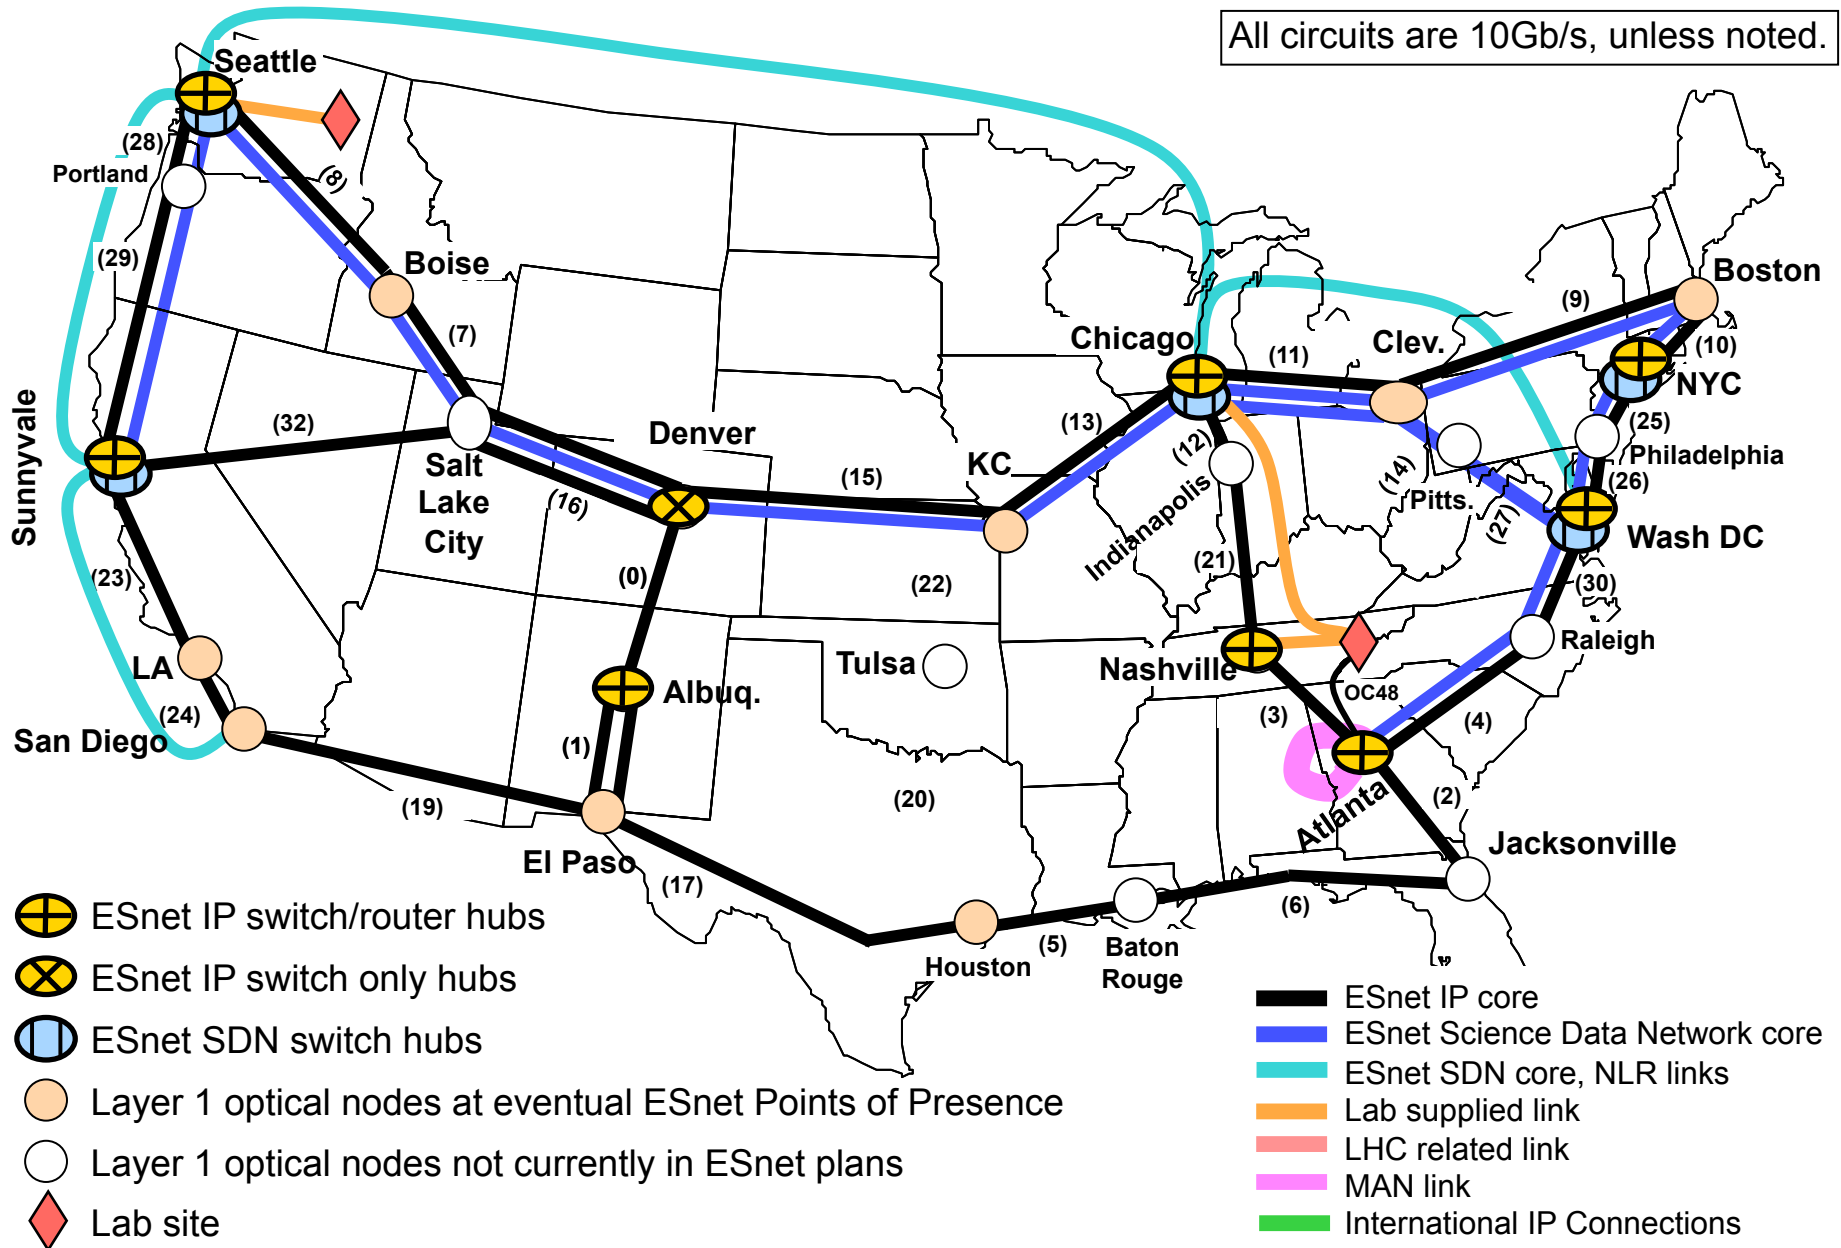 All circuits are 10Gb/s, unless noted.
Seattle
(28)
Portland
(8)
(29)
Boise
(7)
Boston
(9)
(10)
Chicago
(11)
Clev.
NYC
Sunnyvale
(32)
Salt
Lake
City
(16)
Denver
(15)
KC
(13)
(12)
Indianapolis
(14)
Pitts.
(27)
(25)
Philadelphia
(26)
Wash DC
(23)
(0)
(22)
(21)
(30)
Raleigh
LA
(24)
San Diego
Albuq.
Tulsa
Nashville
OC48
(3)
(4)
(1)
(19)
(20)
(2)
Atlanta
El Paso
(17)
Jacksonville
(6)
(5)
Houston
Baton
Rouge
ESnet IP switch/router hubs
ESnet IP switch only hubs
ESnet SDN switch hubs
Layer 1 optical nodes at eventual ESnet Points of Presence
Layer 1 optical nodes not currently in ESnet plans
Lab site
ESnet IP core
ESnet Science Data Network core
ESnet SDN core, NLR links
Lab supplied link
LHC related link
MAN link
International IP Connections